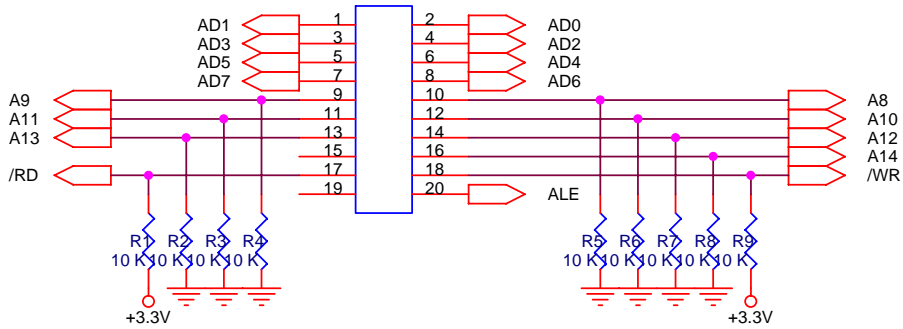 AD1 1 2 AD0
AD3 3 4 AD2
AD5 5 6 AD4
AD7 7 8 AD6
A9 9 10 A8
A11 11 12 A10
A13 13 14 A12
15 16 A14
/RD 17 18 /WR
19 20 ALE
R1 R2 R3 R4 R5 R6 R7 R8 R9
10 K 10 K 10 K 10 K 10 K 10 K 10 K 10 K 10 K
+3.3V +3.3V